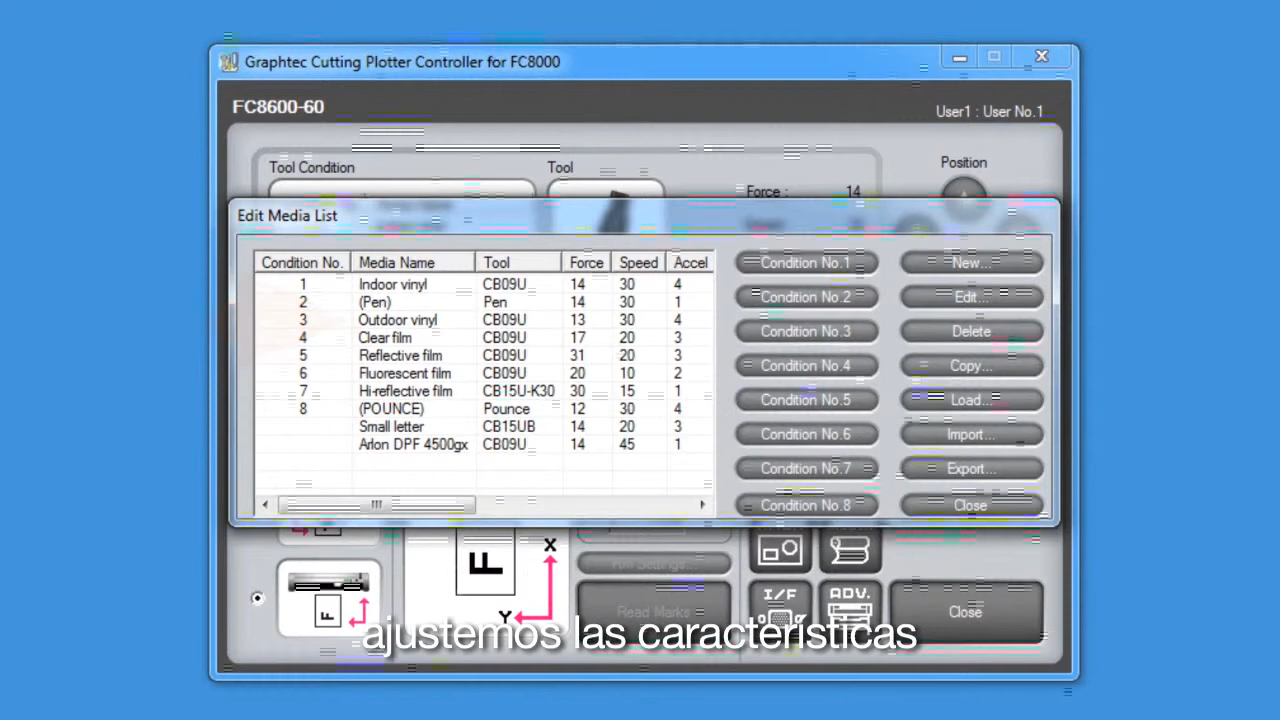 Graphtec Cutting Plotter Controller for FC8000
FC8600-60
User1 : User No.1
Tool Condition
Tool
Force : 14
Position
Edit Media List
Condition No. Media Name Tool Force Speed Accel
1 Indoor vinyl CB09U 14 30 4
2 (Pen) Pen 14 30 1
3 Outdoor vinyl CB09U 13 30 4
4 Clear film CB09U 17 20 3
5 Reflective film CB09U 31 20 3
6 Fluorescent film CB09U 20 10 2
7 Hi-reflective film CB15U-K30 30 15 1
8 (POUNCE) Pounce 12 30 4
Small letter CB15UB 14 20 3
Arlon DPF 4500gx CB09U 14 45 1
Condition No.1 New...
Condition No.2 Edit...
Condition No.3 Delete
Condition No.4 Copy...
Condition No.5 Load...
Condition No.6 Import...
Condition No.7 Export...
Condition No.8 Close
F
X
Y
F
Read Marks
I/F
ADV.
Close
ajustemos las características